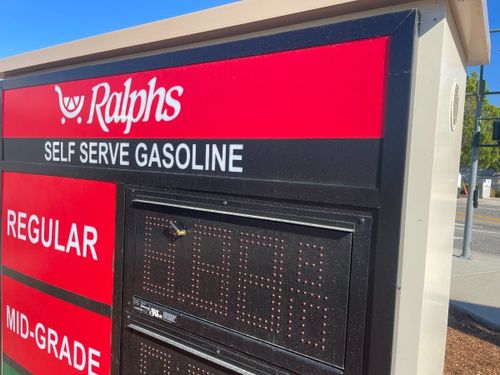 Ralphs
SELF SERVE GASOLINE
REGULAR
MID-GRADE